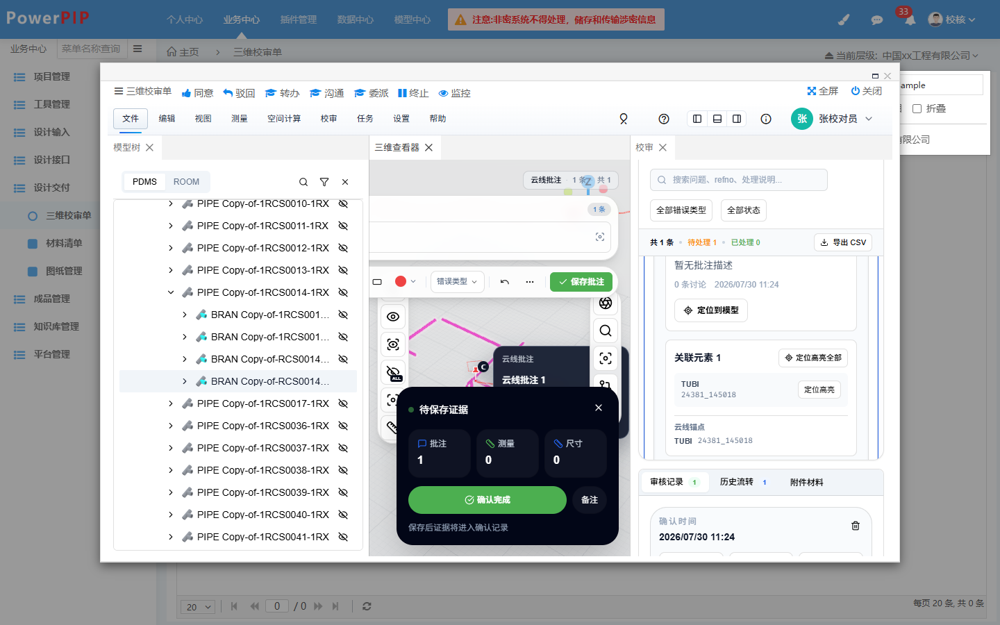 PowerPIP
个人中心
业务中心
插件管理
数据中心
模型中心
注意:非密系统不得处理，储存和传输涉密信息
33
校核
业务中心
菜单名称查询
主页
三维校审单
当前层级:
中国xx工程有限公司
项目管理
工具管理
设计输入
设计接口
设计交付
三维校审单
材料清单
图纸管理
成品管理
知识库管理
平台管理
ample
折叠
限公司
三维校审单
同意
驳回
转办
沟通
委派
终止
监控
全屏
关闭
文件
编辑
视图
测量
空间计算
校审
任务
设置
帮助
张
张校对员
模型树
PDMS
ROOM
PIPE Copy-of-1RCS0010-1RX
PIPE Copy-of-1RCS0011-1RX
PIPE Copy-of-1RCS0012-1RX
PIPE Copy-of-1RCS0013-1RX
PIPE Copy-of-1RCS0014-1RX
BRAN Copy-of-1RCS001...
BRAN Copy-of-1RCS001...
BRAN Copy-of-RCS0014...
BRAN Copy-of-RCS0014...
PIPE Copy-of-1RCS0017-1RX
PIPE Copy-of-1RCS0036-1RX
PIPE Copy-of-1RCS0037-1RX
PIPE Copy-of-1RCS0038-1RX
PIPE Copy-of-1RCS0039-1RX
PIPE Copy-of-1RCS0040-1RX
PIPE Copy-of-1RCS0041-1RX
三维查看器
云线批注
1 条
共 1
Z
1 条
错误类型
保存批注
ALL
C
云线批注
云线批注 1
待保存证据
批注
1
测量
0
尺寸
0
确认完成
备注
保存后证据将进入确认记录
校审
搜索问题、refno、处理说明...
全部错误类型
全部状态
共 1 条
待处理 1
已处理 0
导出 CSV
暂无批注描述
0 条讨论
2026/07/30 11:24
定位到模型
关联元素 1
定位高亮全部
TUBI
24381_145018
定位高亮
云线锚点
TUBI 24381_145018
审核记录 1
历史流转 1
附件材料
确认时间
2026/07/30 11:24
20
0
/ 0
每页 20 条, 共 0 条